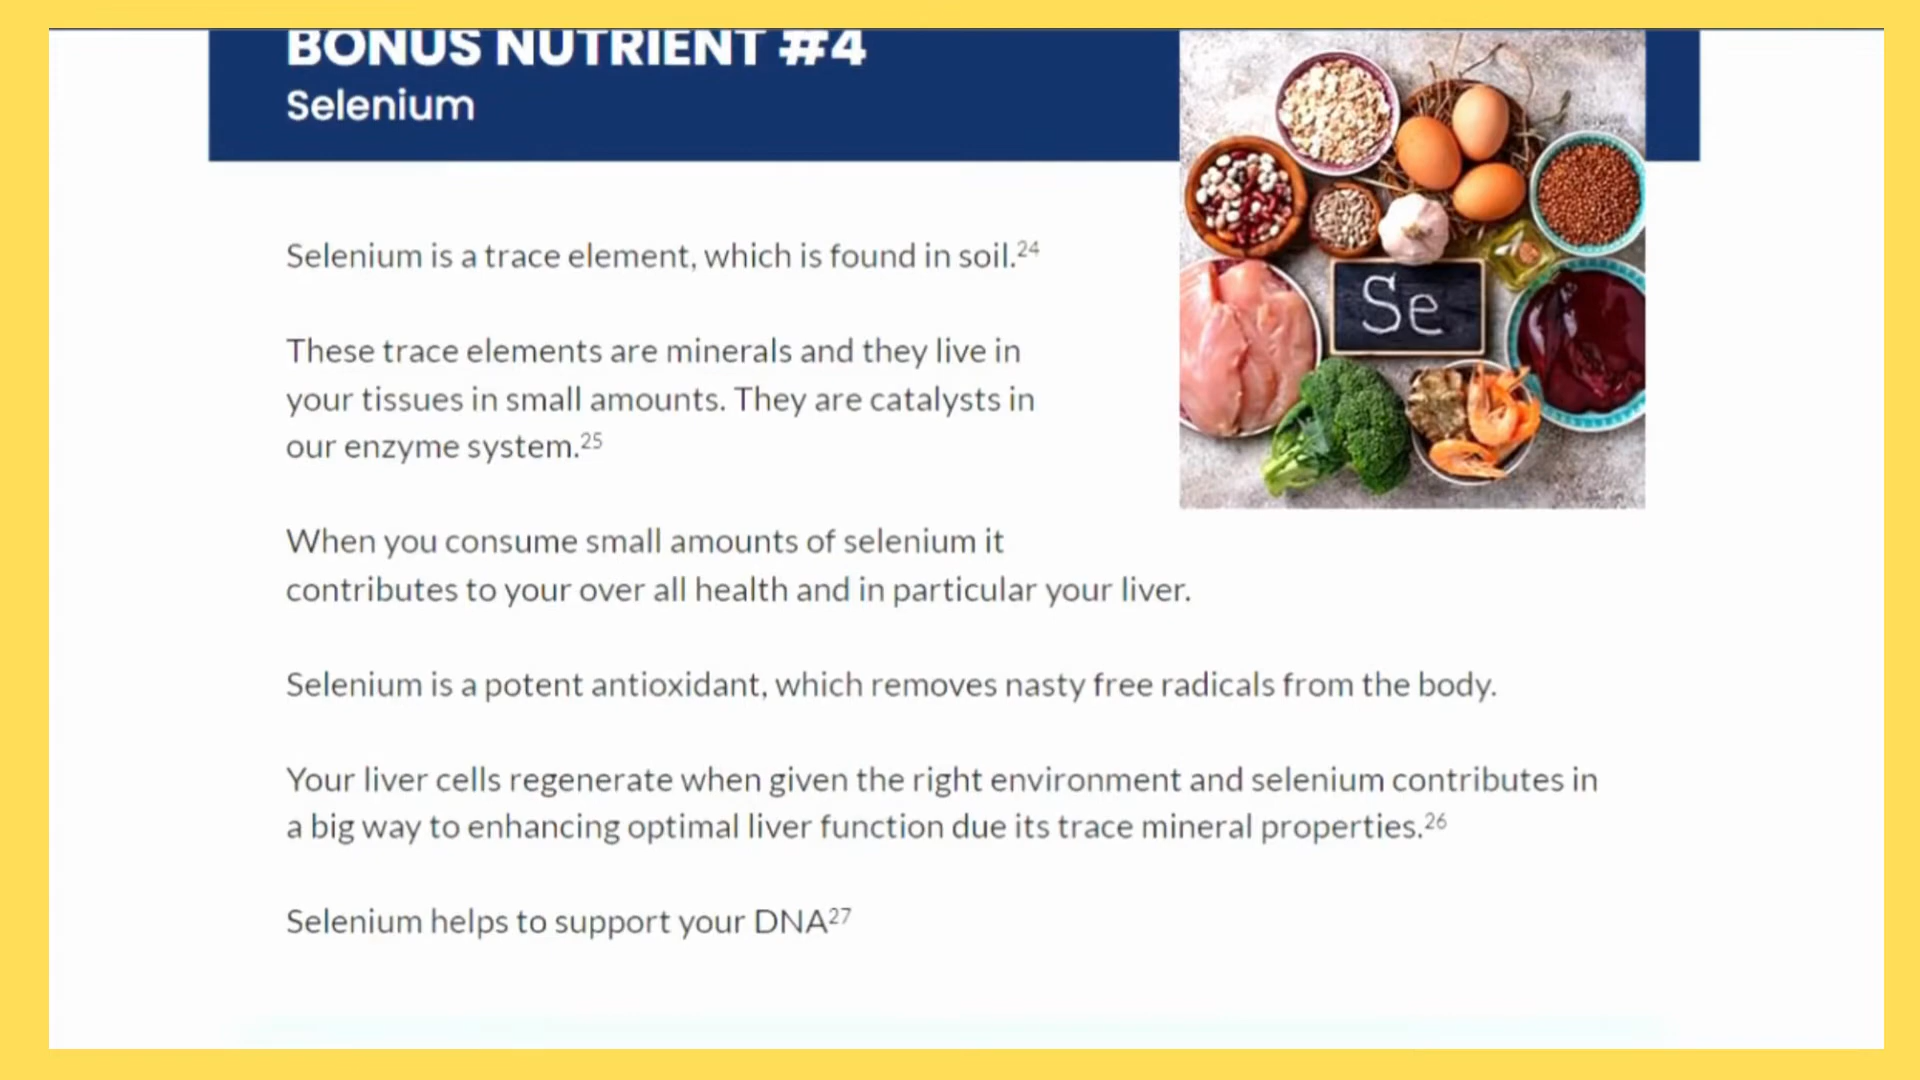 BONUS NUTRIENT #4
Selenium
Se
Selenium is a trace element, which is found in soil.24
These trace elements are minerals and they live in
your tissues in small amounts. They are catalysts in
our enzyme system.25
When you consume small amounts of selenium it
contributes to your over all health and in particular your liver.
Selenium is a potent antioxidant, which removes nasty free radicals from the body.
Your liver cells regenerate when given the right environment and selenium contributes in
a big way to enhancing optimal liver function due its trace mineral properties.26
Selenium helps to support your DNA27